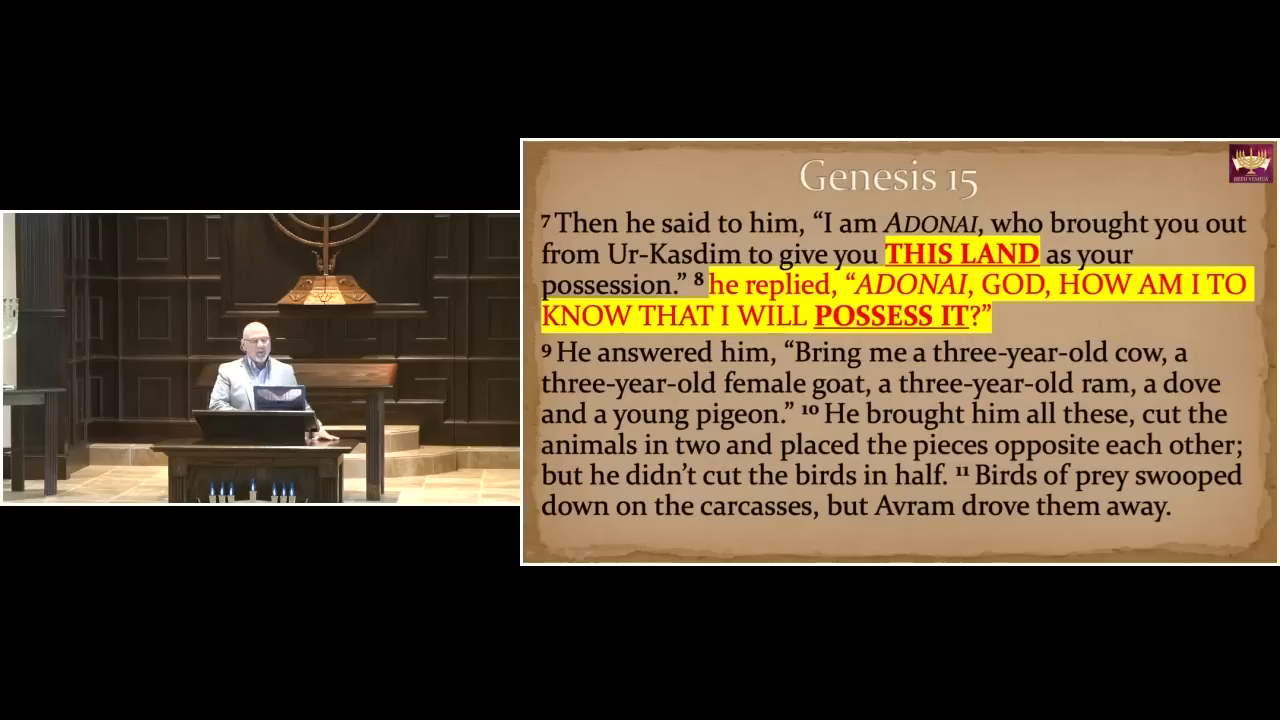 Genesis 15
7 Then he said to him, “I am ADONAI, who brought you out
from Ur-Kasdim to give you THIS LAND as your
possession.” 8 he replied, “ADONAI, GOD, HOW AM I TO
KNOW THAT I WILL POSSESS IT?”
9 He answered him, “Bring me a three-year-old cow, a
three-year-old female goat, a three-year-old ram, a dove
and a young pigeon.” 10 He brought him all these, cut the
animals in two and placed the pieces opposite each other;
but he didn’t cut the birds in half. 11 Birds of prey swooped
down on the carcasses, but Avram drove them away.